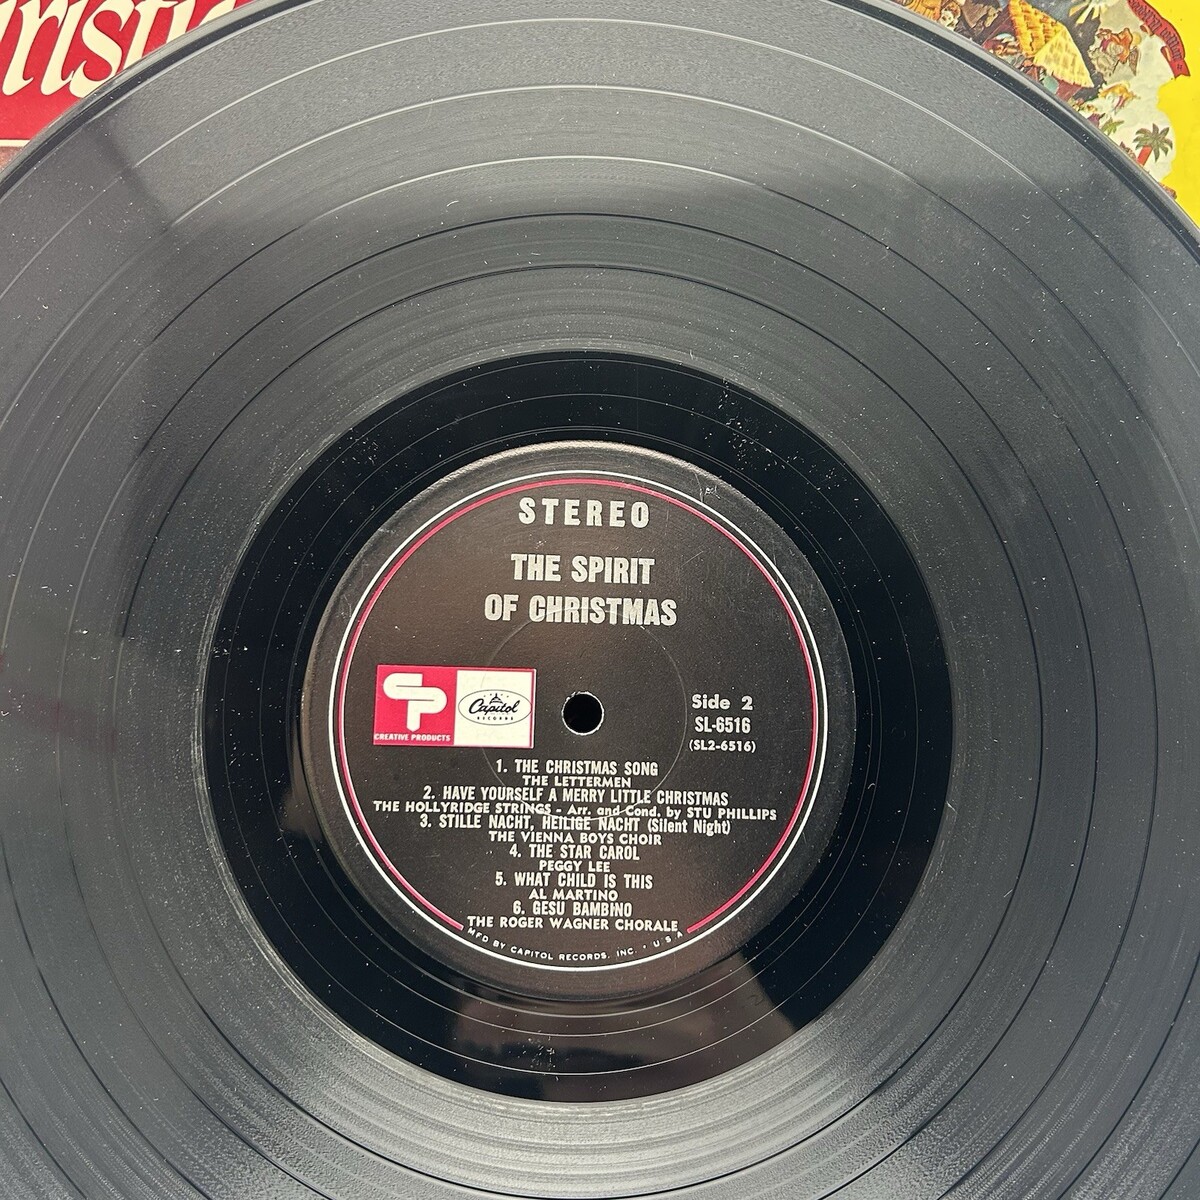 STEREO
THE SPIRIT
OF CHRISTMAS
CREATIVE PRODUCTS
Capitol
RECORDS
Side 2
SL-6516
(SL2-6516)
1. THE CHRISTMAS SONG
THE LETTERMEN
2. HAVE YOURSELF A MERRY LITTLE CHRISTMAS
THE HOLLYRIDGE STRINGS - Arr. and Cond. by STU PHILLIPS
3. STILLE NACHT, HEILIGE NACHT (Silent Night)
THE VIENNA BOYS CHOIR
4. THE STAR CAROL
PEGGY LEE
5. WHAT CHILD IS THIS
AL MARTINO
6. GESU BAMBINO
THE ROGER WAGNER CHORALE
MFD BY CAPITOL RECORDS, INC. • U S A